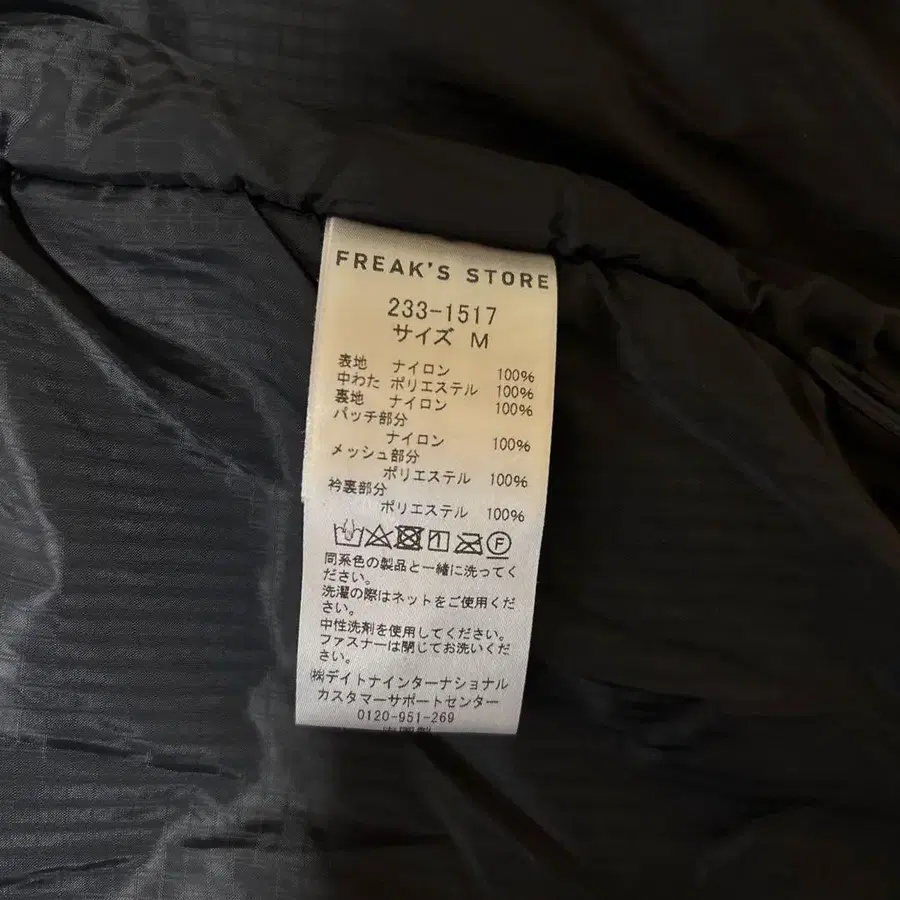 FREAK'S STORE
233-1517
サイズ M
表地 ナイロン 100%
中わた ポリエステル 100%
裏地 ナイロン 100%
パッチ部分
ナイロン 100%
メッシュ部分
ポリエステル 100%
衿裏部分
ポリエステル 100%
F
同系色の製品と一緒に洗ってく
ださい。
洗濯の際はネットをご使用くだ
さい。
中性洗剤を使用してください。
ファスナーは閉じてお洗いくだ
さい。
㈱デイトナインターナショナル
カスタマーサポートセンター
0120-951-269